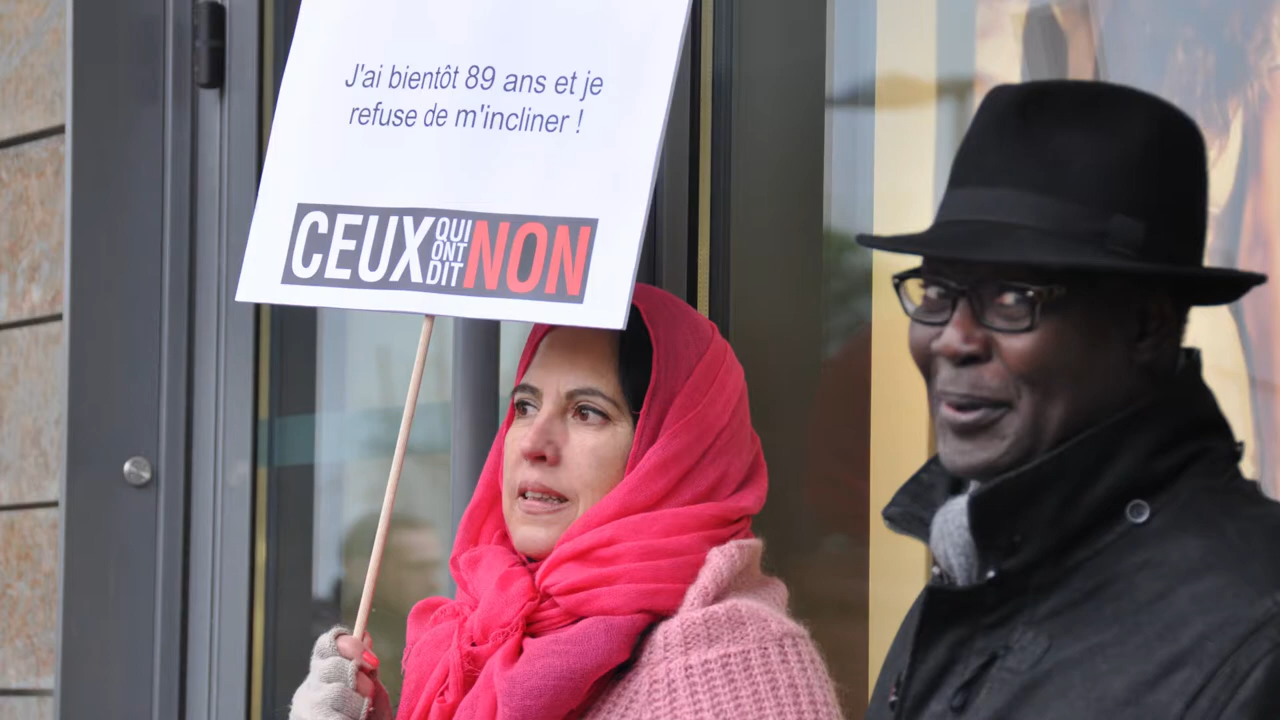 J'ai bientôt 89 ans et je
refuse de m'incliner !
CEUX QUI ONT DIT NON